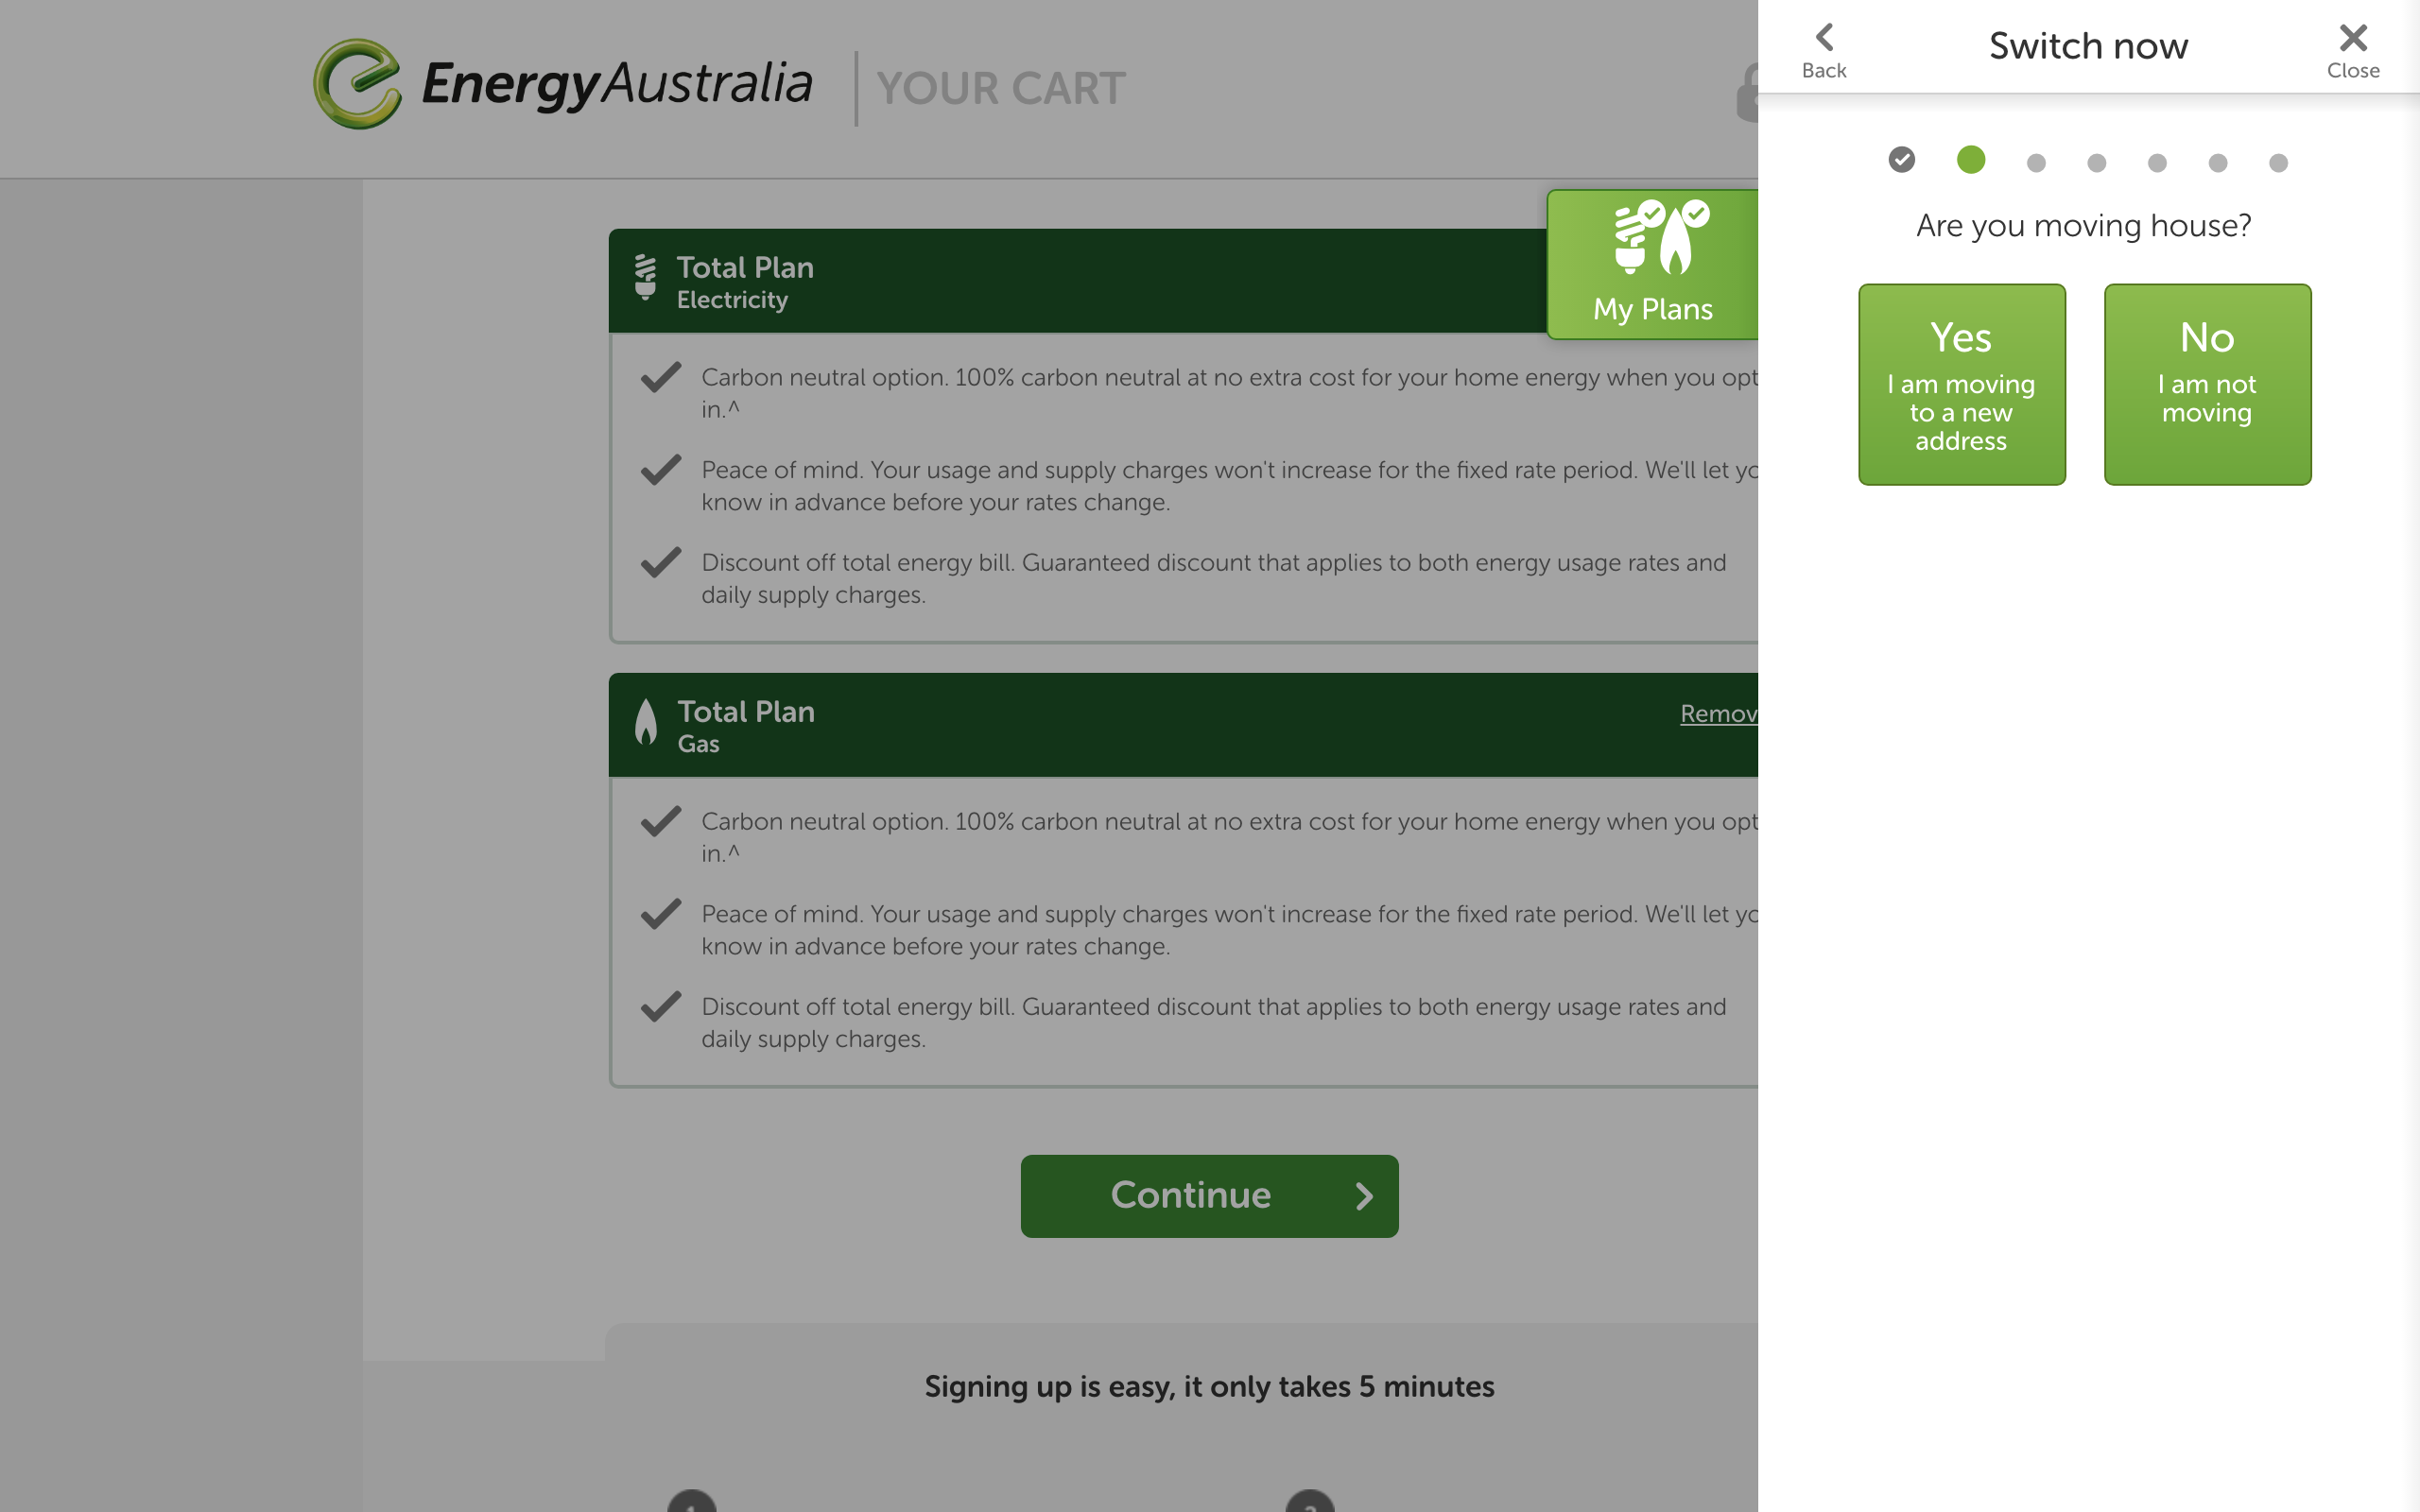 EnergyAustralia
YOUR CART
Back
Switch now
Close
Are you moving house?
Yes
I am moving
to a new
address
No
I am not
moving
My Plans
Total Plan
Electricity
Carbon neutral option. 100% carbon neutral at no extra cost for your home energy when you opt
in.^
Peace of mind. Your usage and supply charges won't increase for the fixed rate period. We'll let yo
know in advance before your rates change.
Discount off total energy bill. Guaranteed discount that applies to both energy usage rates and
daily supply charges.
Total Plan
Gas
Remov
Carbon neutral option. 100% carbon neutral at no extra cost for your home energy when you opt
in.^
Peace of mind. Your usage and supply charges won't increase for the fixed rate period. We'll let yo
know in advance before your rates change.
Discount off total energy bill. Guaranteed discount that applies to both energy usage rates and
daily supply charges.
Continue
Signing up is easy, it only takes 5 minutes